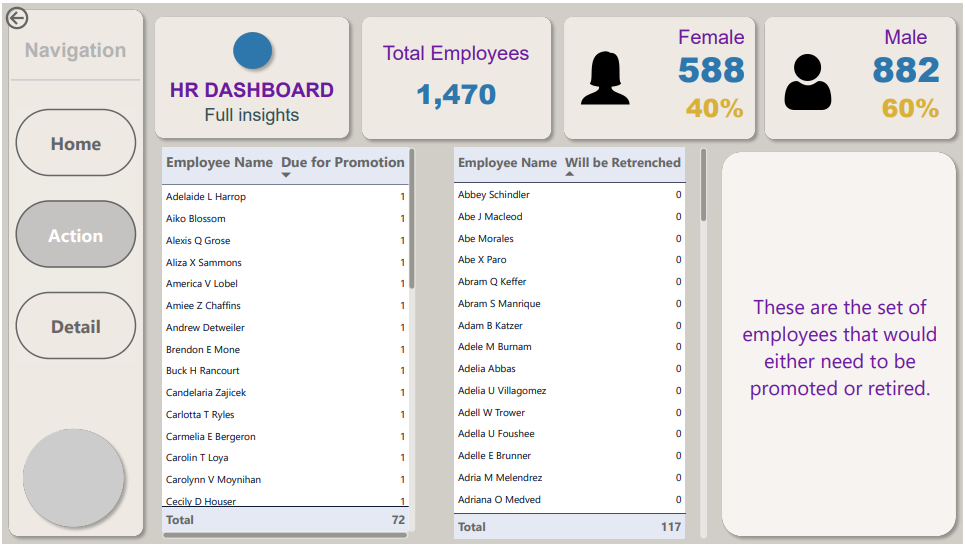 Navigation
Home
Action
Detail
HR DASHBOARD
Full insights
Total Employees
1,470
Female
588
40%
Male
882
60%
Employee Name Due for Promotion
Adelaide L Harrop 1
Aiko Blossom 1
Alexis Q Grose 1
Aliza X Sammons 1
America V Lobel 1
Amiee Z Chaffins 1
Andrew Detweiler 1
Brendon E Mone 1
Buck H Rancourt 1
Candelaria Zajicek 1
Carlotta T Ryles 1
Carmelia E Bergeron 1
Carolin T Loya 1
Carolynn V Moynihan 1
Cecily D Houser 1
Total 72
Employee Name Will be Retrenched
Abbey Schindler 0
Abe J Macleod 0
Abe Morales 0
Abe X Paro 0
Abram Q Keffer 0
Abram S Manrique 0
Adam B Katzer 0
Adele M Burnam 0
Adelia Abbas 0
Adelia U Villagomez 0
Adell W Trower 0
Adella U Foushee 0
Adelle E Brunner 0
Adria M Melendrez 0
Adriana O Medved 0
Total 117
These are the set of
employees that would
either need to be
promoted or retired.